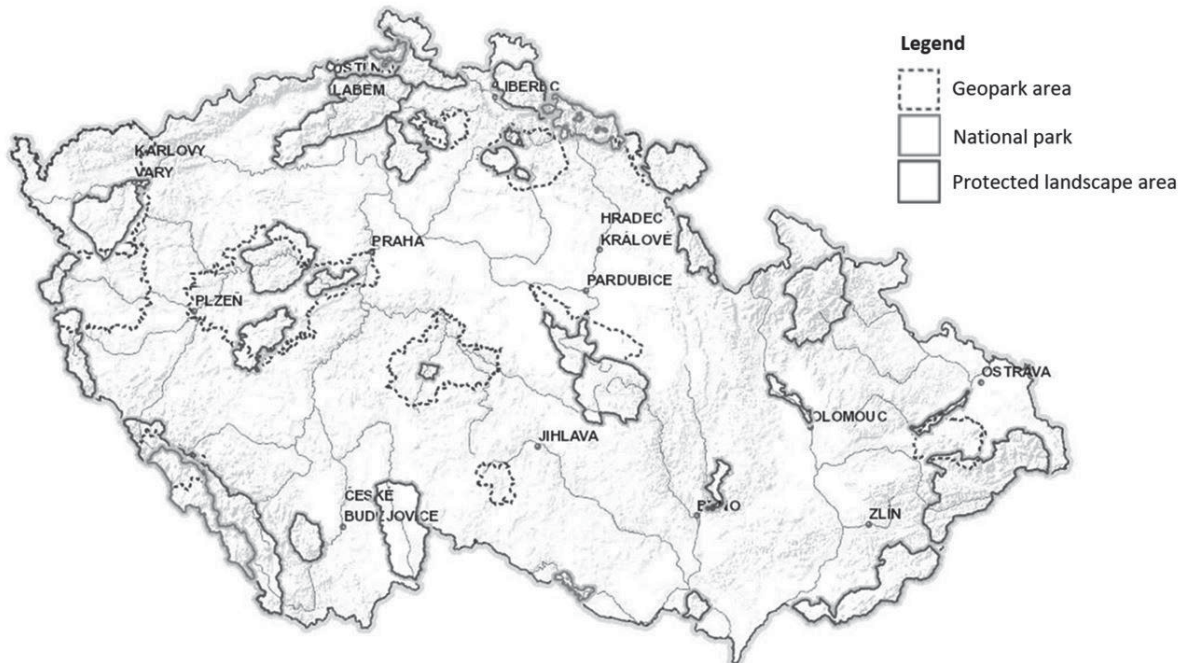 Legend
Geopark area
National park
Protected landscape area
LABEM
KARLOVY
VARY
PRAHA
HRADEC
KRÁLOVÉ
PARDUBICE
PLZEŇ
OSTRAVA
JIHLAVA
ČESKÉ
ZLÍN